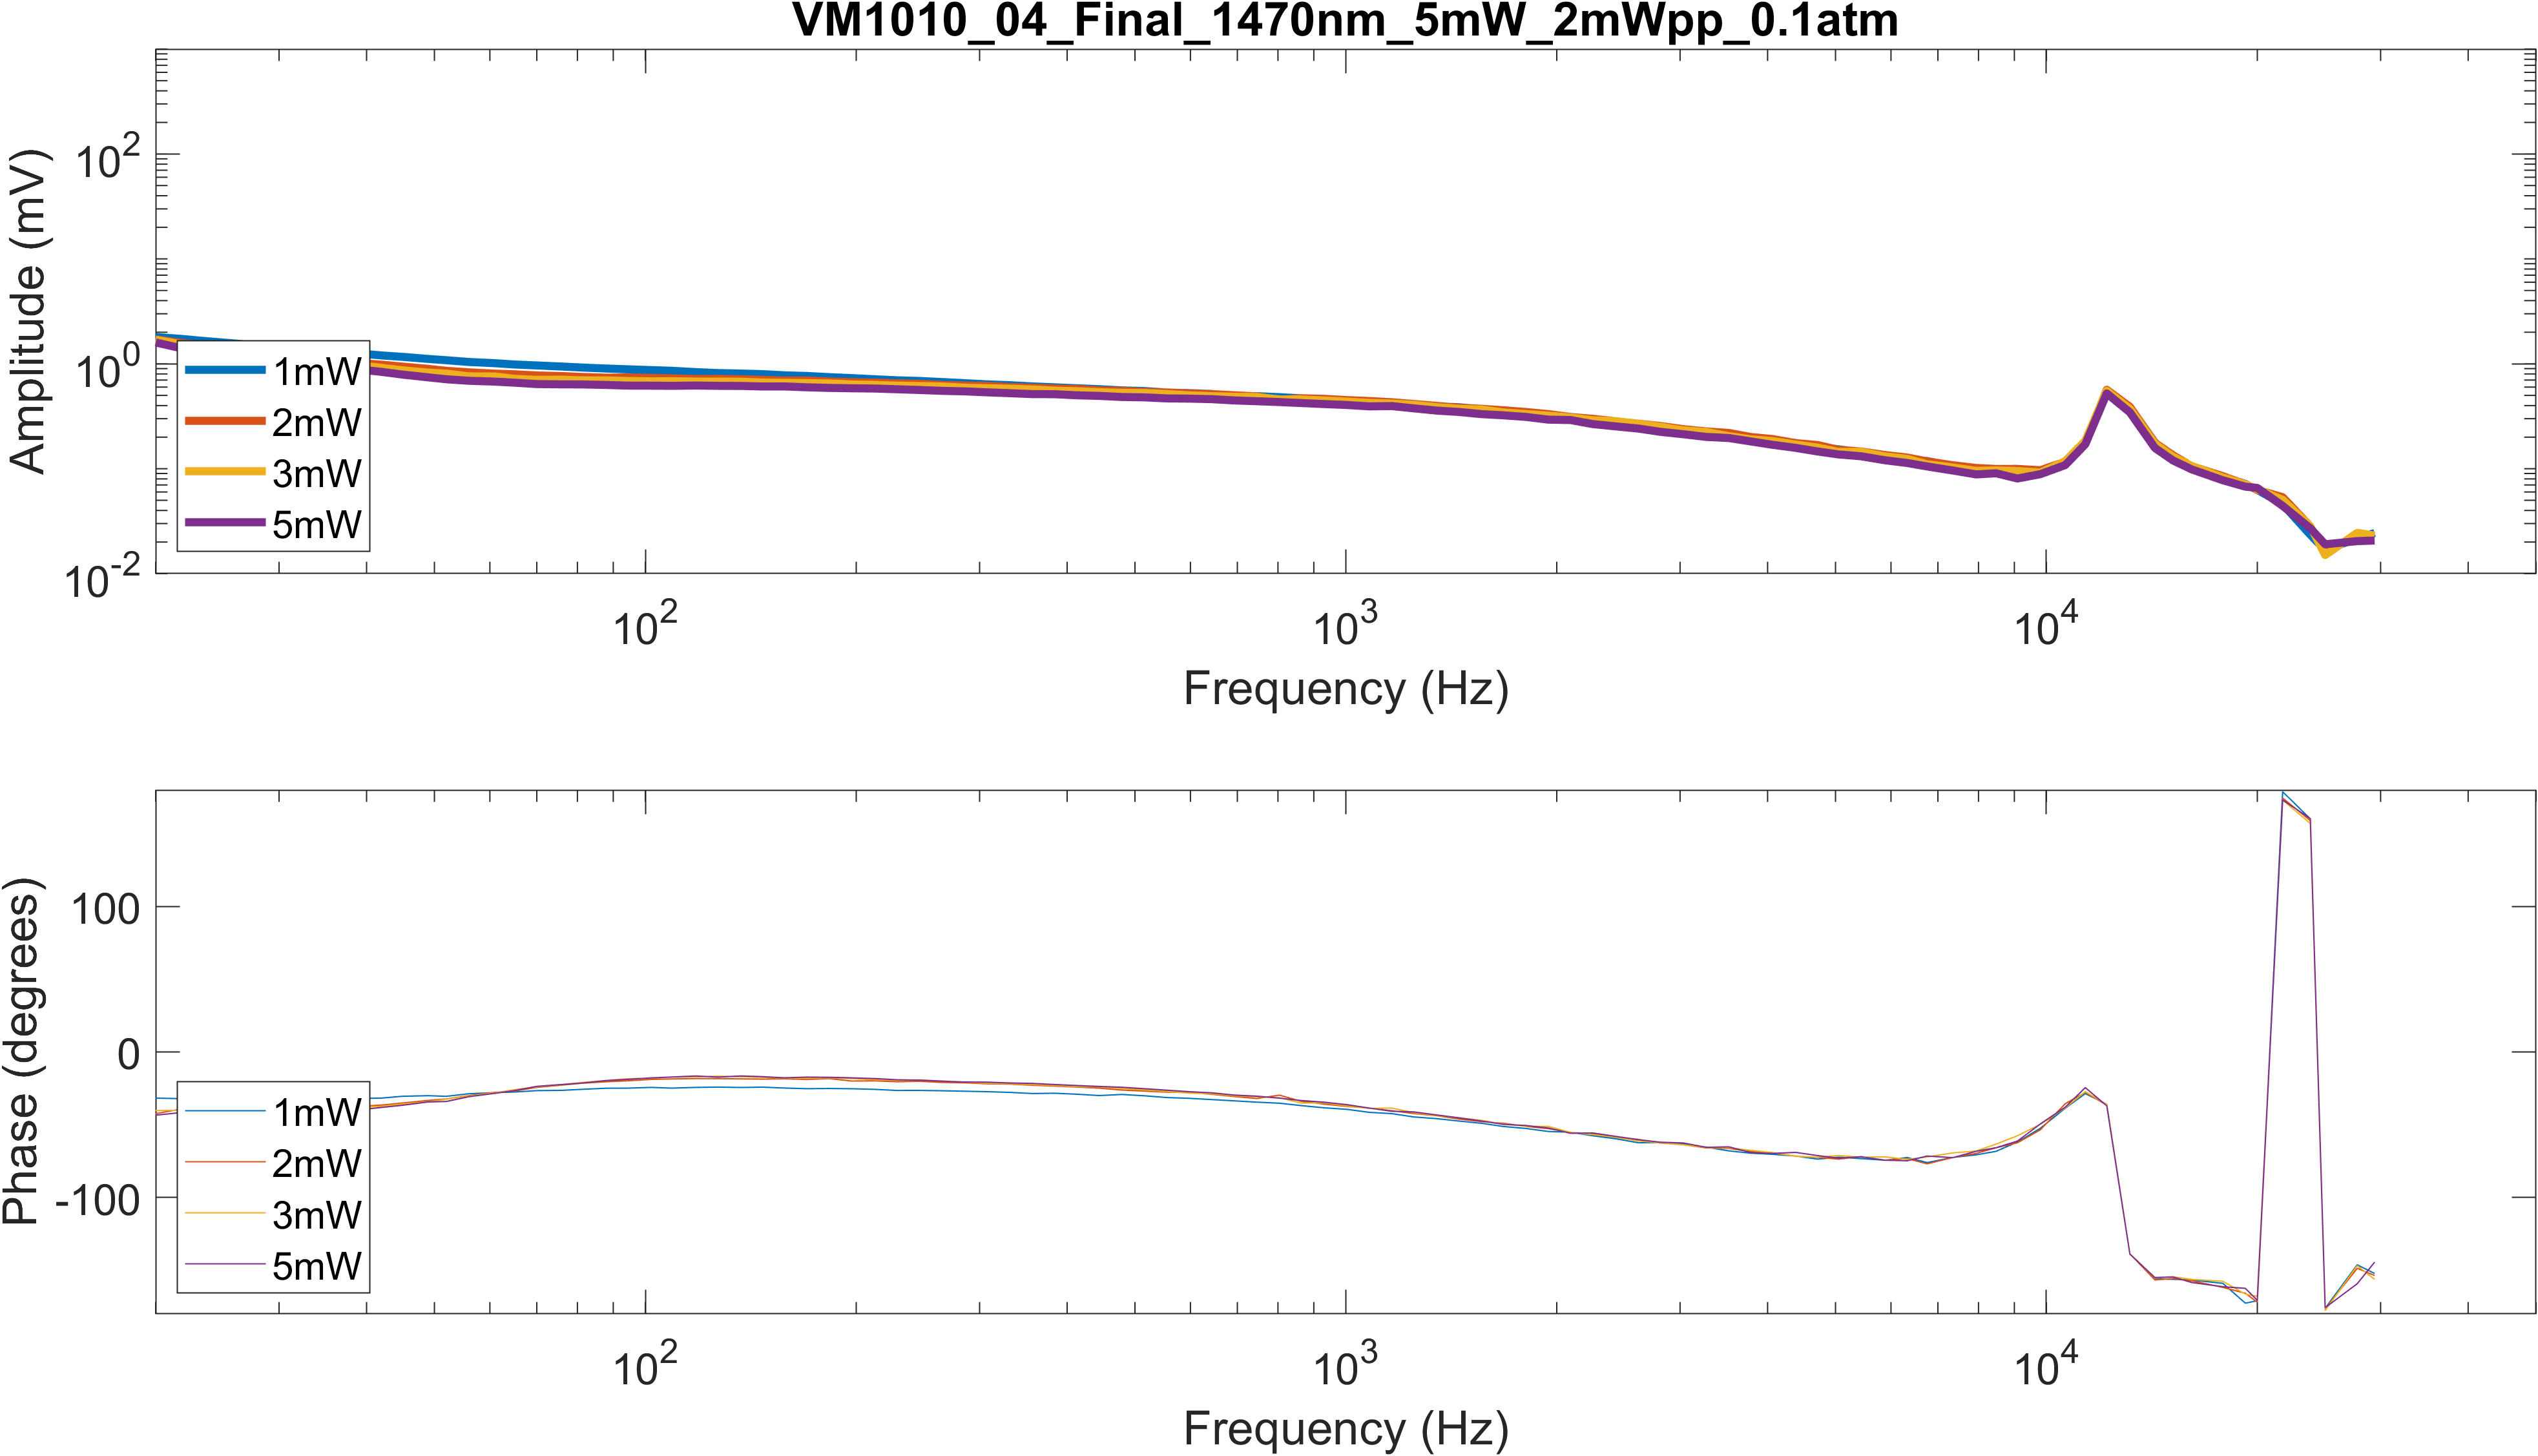 VM1010_04_Final_1470nm_5mW_2mWpp_0.1atm
Amplitude (mV)
10^2
10^0
10^-2
1mW
2mW
3mW
5mW
10^2
10^3
10^4
Frequency (Hz)
Phase (degrees)
100
0
-100
1mW
2mW
3mW
5mW
10^2
10^3
10^4
Frequency (Hz)